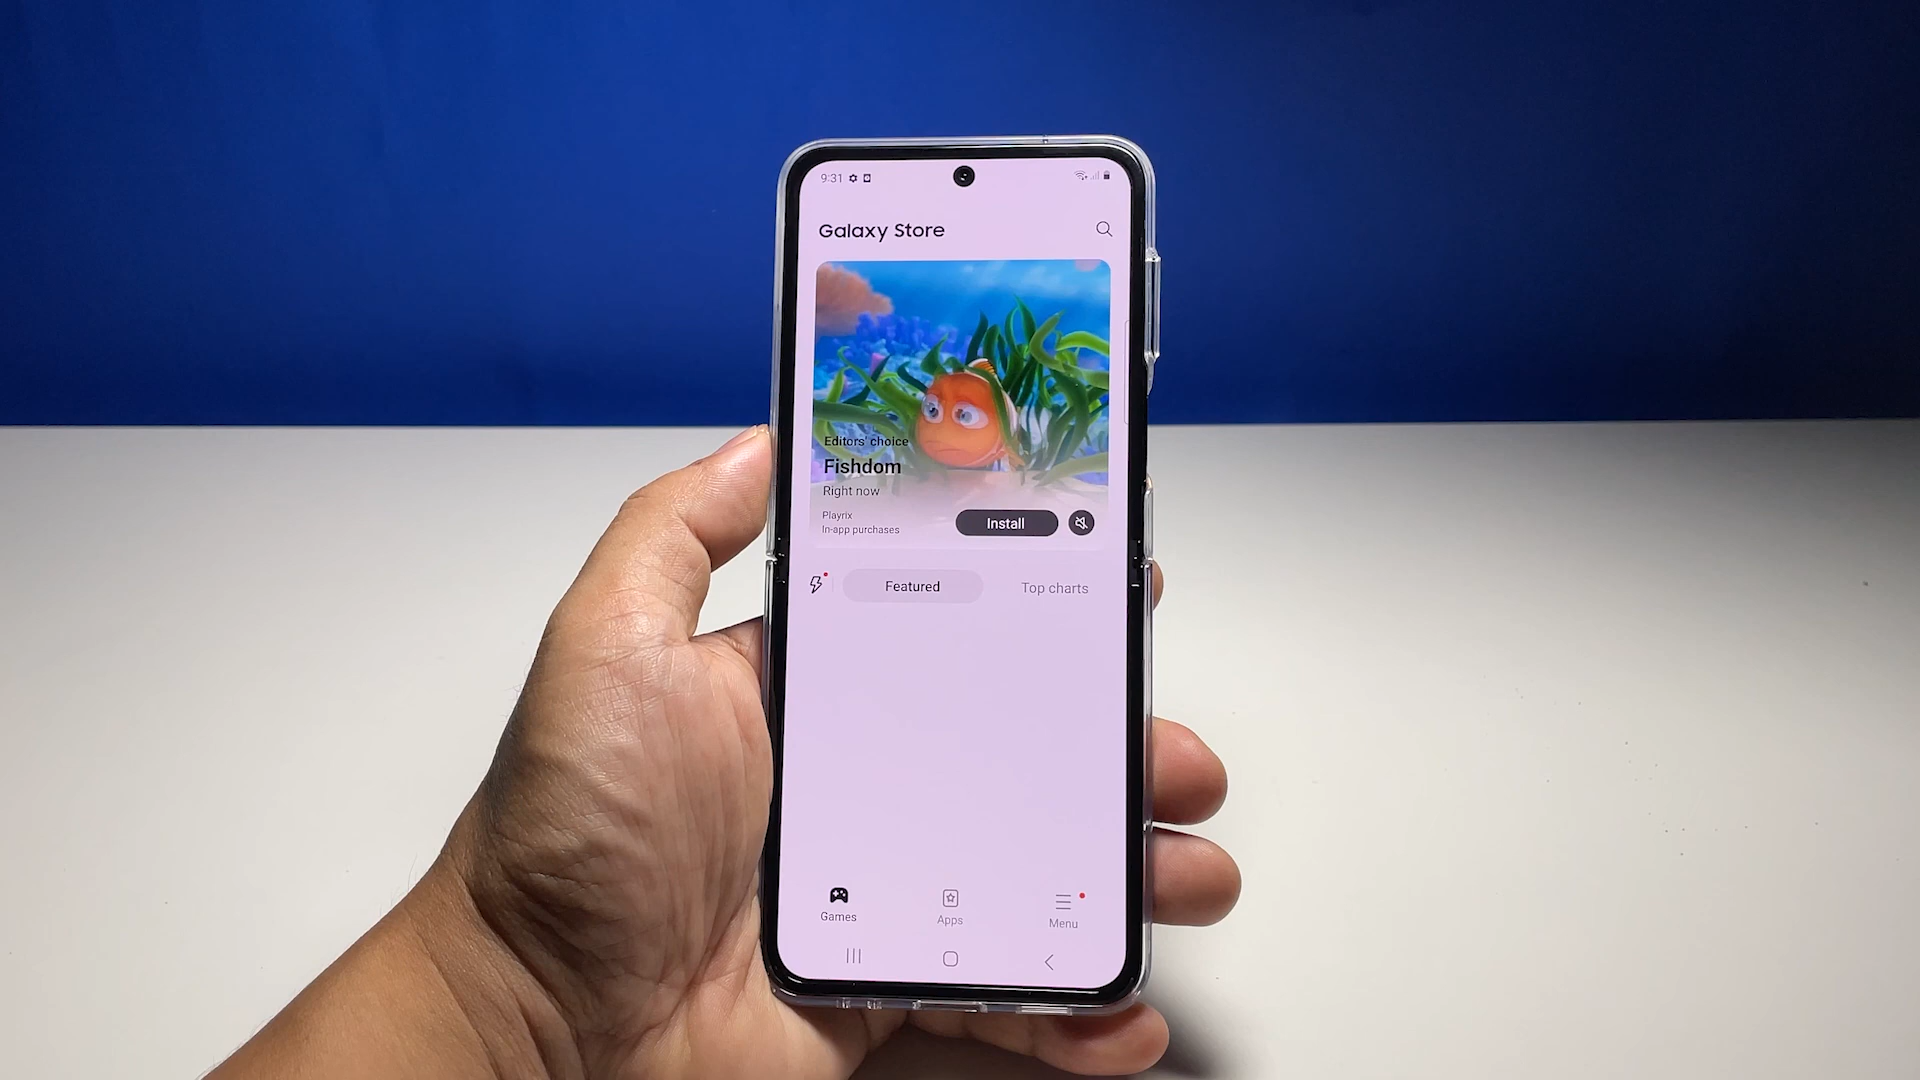 9:31
Galaxy Store
Editors' choice
Fishdom
Right now
Playrix
In-app purchases
Install
Featured
Top charts
Games
Apps
Menu